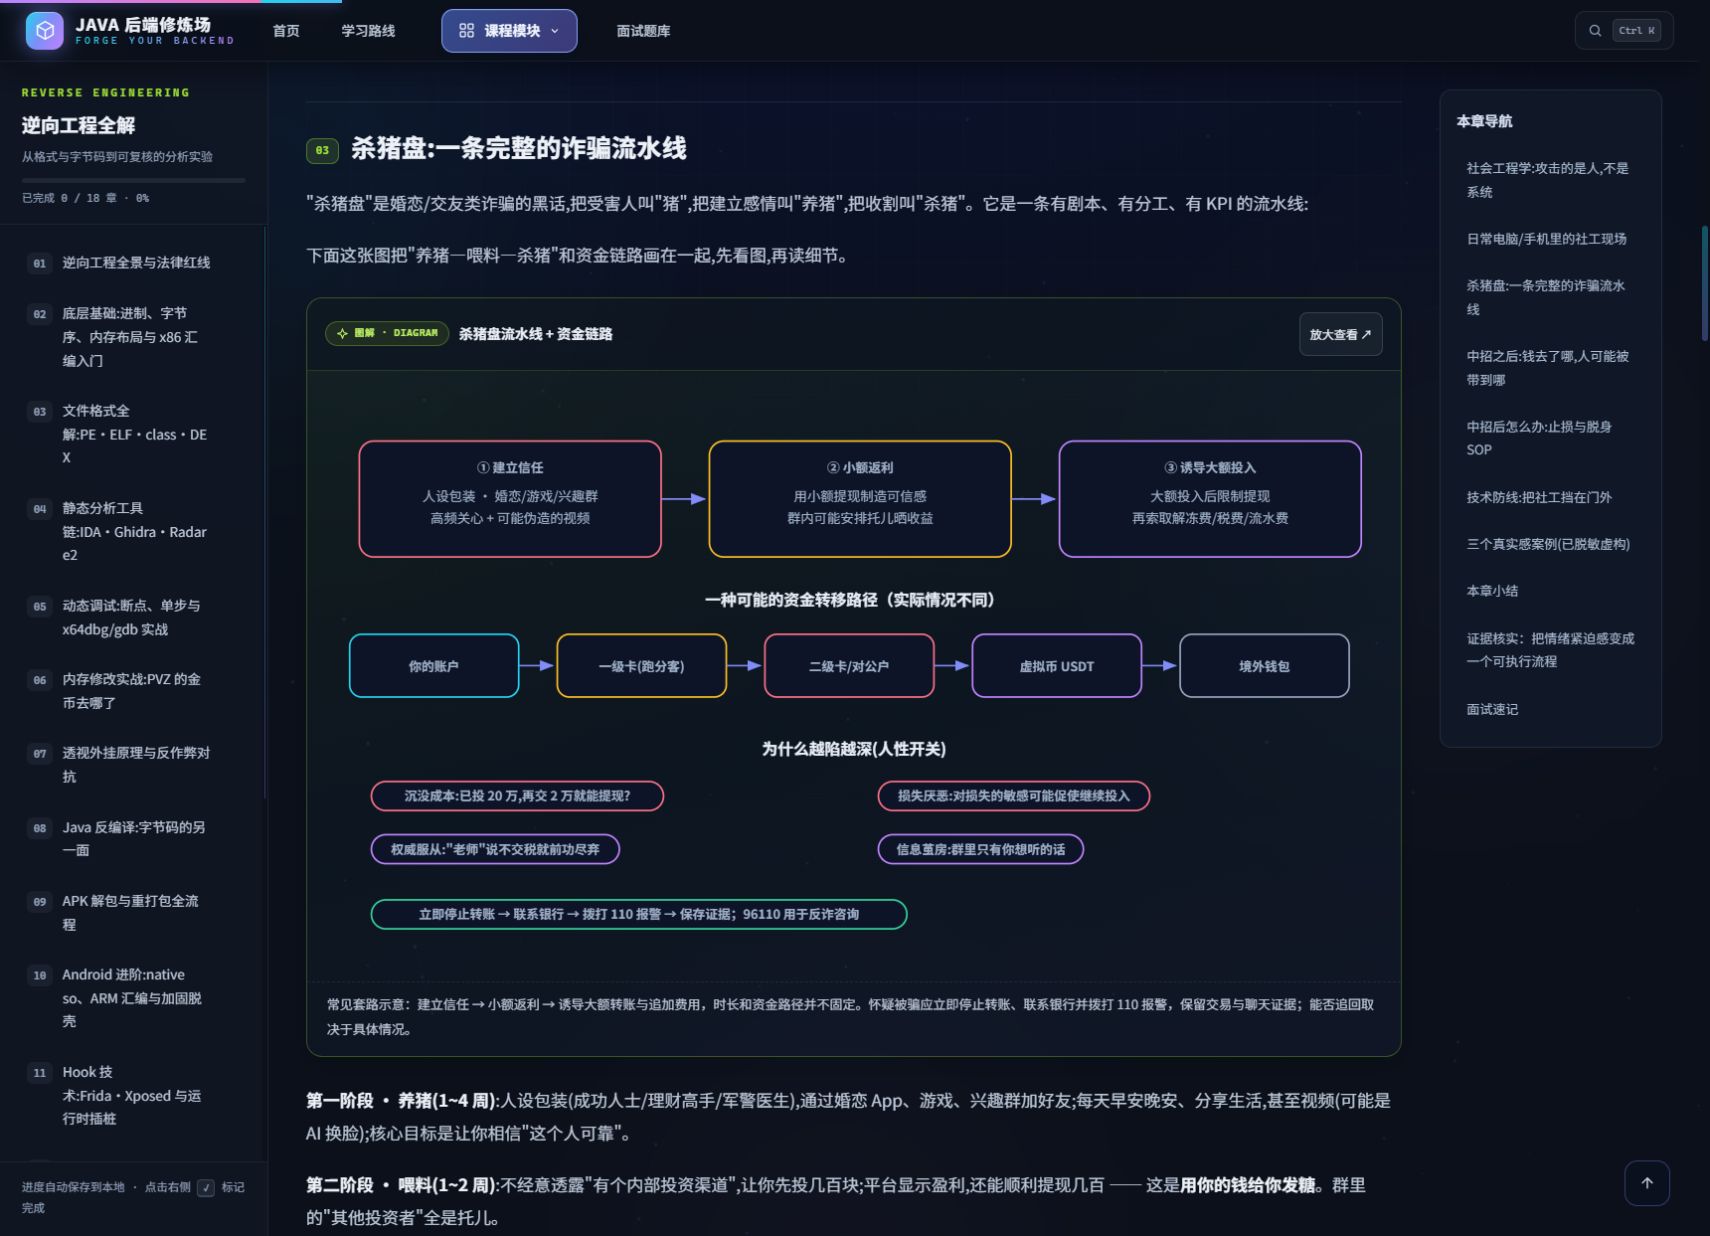 JAVA 后端修炼场
FORGE YOUR BACKEND
首页
学习路线
课程模块
面试题库
Ctrl K
REVERSE ENGINEERING
逆向工程全解
从格式与字节码到可复核的分析实验
已完成 0 / 18 章 · 0%
01 逆向工程全景与法律红线
02 底层基础:进制、字节
序、内存布局与 x86 汇
编入门
03 文件格式全
解:PE·ELF·class·DE
X
04 静态分析工具
链:IDA·Ghidra·Radar
e2
05 动态调试:断点、单步与
x64dbg/gdb 实战
06 内存修改实战:PVZ 的金
币去哪了
07 透视外挂原理与反作弊对
抗
08 Java 反编译:字节码的另
一面
09 APK 解包与重打包全流
程
10 Android 进阶:native
so、ARM 汇编与加固脱
壳
11 Hook 技
术:Frida·Xposed 与运
行时插桩
进度自动保存到本地 · 点击右侧 ✓ 标记
完成
03 杀猪盘:一条完整的诈骗流水线
"杀猪盘"是婚恋/交友类诈骗的黑话,把受害人叫"猪",把建立感情叫"养猪",把收割叫"杀猪"。它是一条有剧本、有分工、有 KPI 的流水线:
下面这张图把"养猪—喂料—杀猪"和资金链路画在一起,先看图,再读细节。
图解 · DIAGRAM 杀猪盘流水线 + 资金链路
放大查看 ↗
① 建立信任
人设包装 · 婚恋/游戏/兴趣群
高频关心 + 可能伪造的视频
② 小额返利
用小额提现制造可信感
群内可能安排托儿晒收益
③ 诱导大额投入
大额投入后限制提现
再索取解冻费/税费/流水费
一种可能的资金转移路径（实际情况不同）
你的账户
一级卡(跑分客)
二级卡/对公户
虚拟币 USDT
境外钱包
为什么越陷越深(人性开关)
沉没成本:已投 20 万,再交 2 万就能提现?
损失厌恶:对损失的敏感可能促使继续投入
权威服从:"老师"说不交税就前功尽弃
信息茧房:群里只有你想听的话
立即停止转账 → 联系银行 → 拨打 110 报警 → 保存证据；96110 用于反诈咨询
常见套路示意：建立信任 → 小额返利 → 诱导大额转账与追加费用，时长和资金路径并不固定。怀疑被骗应立即停止转账、联系银行并拨打 110 报警，保留交易与聊天证据；能否追回取
决于具体情况。
第一阶段 · 养猪(1~4 周):人设包装(成功人士/理财高手/军警医生),通过婚恋 App、游戏、兴趣群加好友;每天早安晚安、分享生活,甚至视频(可能是
AI 换脸);核心目标是让你相信"这个人可靠"。
第二阶段 · 喂料(1~2 周):不经意透露"有个内部投资渠道",让你先投几百块;平台显示盈利,还能顺利提现几百 —— 这是用你的钱给你发糖。群里
的"其他投资者"全是托儿。
本章导航
社会工程学:攻击的是人,不是
系统
日常电脑/手机里的社工现场
杀猪盘:一条完整的诈骗流水
线
中招之后:钱去了哪,人可能被
带到哪
中招后怎么办:止损与脱身
SOP
技术防线:把社工挡在门外
三个真实感案例(已脱敏虚构)
本章小结
证据核实：把情绪紧迫感变成
一个可执行流程
面试速记